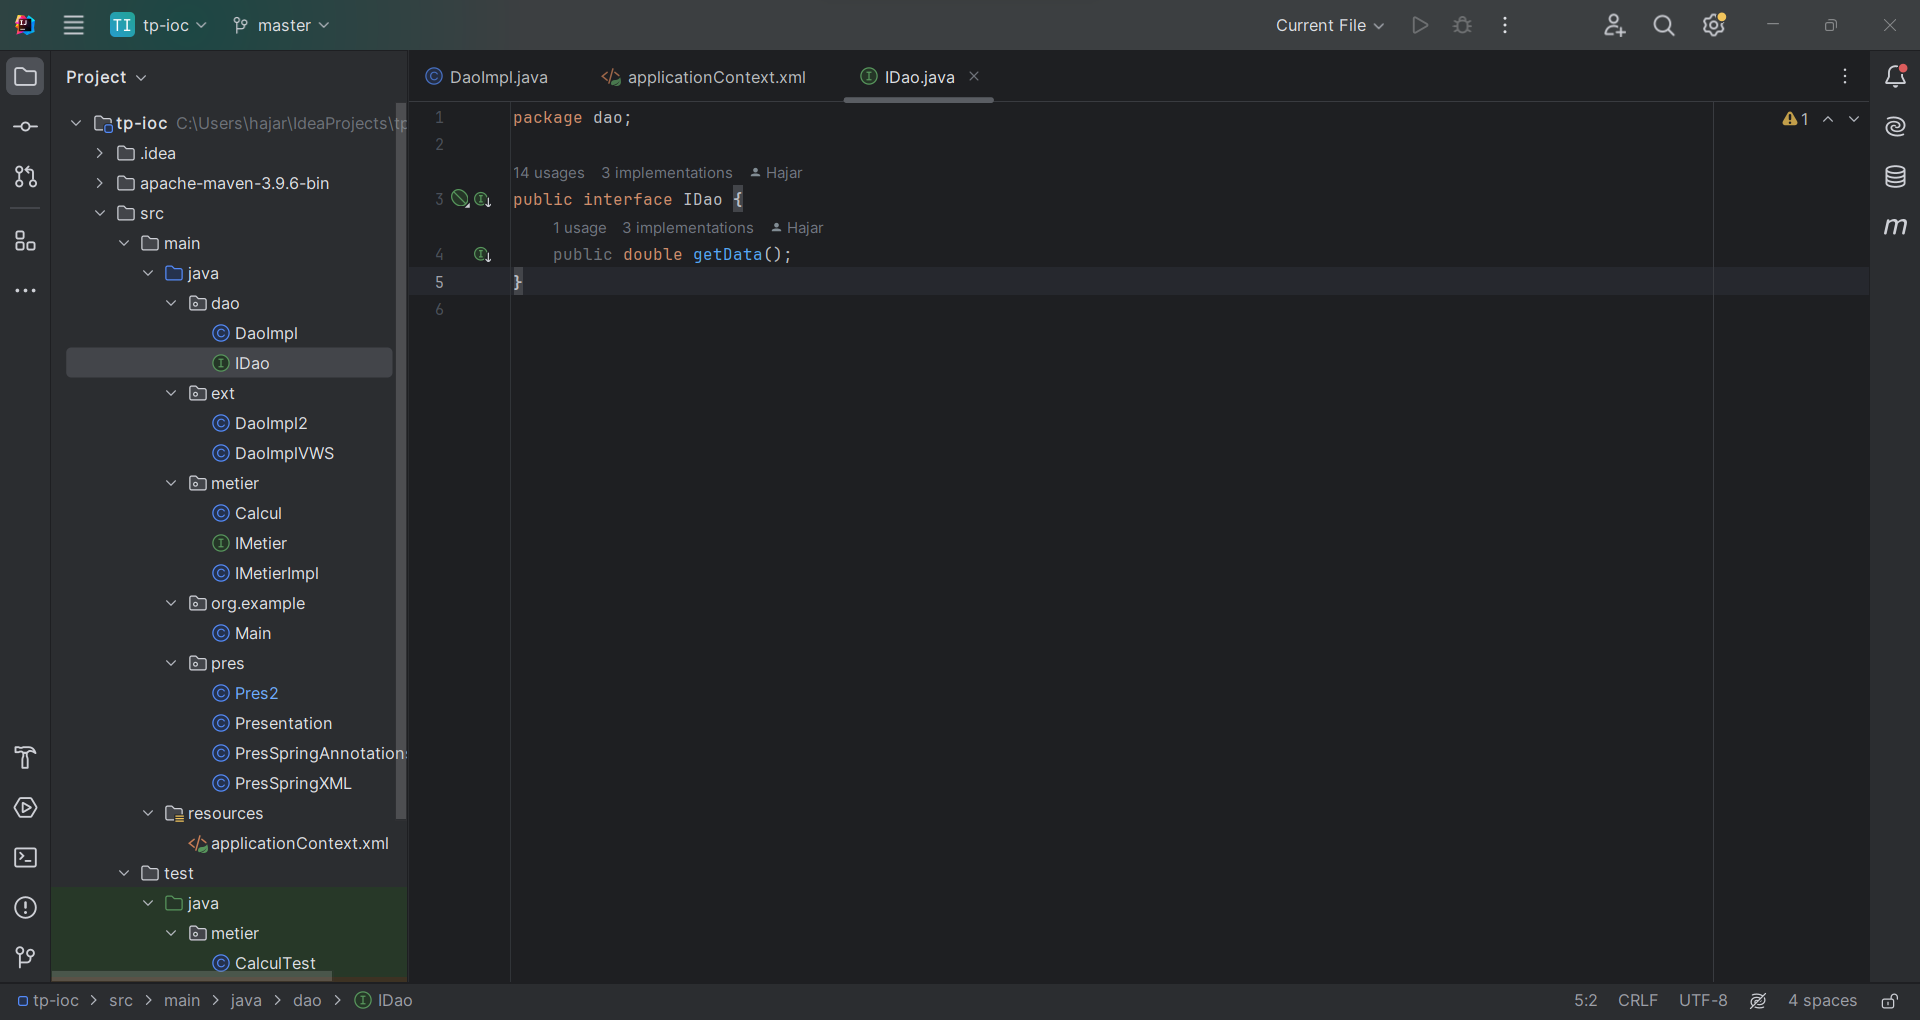 TI tp-ioc master Current File
Project
DaoImpl.java applicationContext.xml IDao.java
tp-ioc C:\Users\hajar\IdeaProjects\tp
.idea
apache-maven-3.9.6-bin
src
main
java
dao
DaoImpl
IDao
ext
DaoImpl2
DaoImplVWS
metier
Calcul
IMetier
IMetierImpl
org.example
Main
pres
Pres2
Presentation
PresSpringAnnotation
PresSpringXML
resources
applicationContext.xml
test
java
metier
CalculTest
1 package dao;
2
14 usages 3 implementations Hajar
3 public interface IDao {
1 usage 3 implementations Hajar
4 public double getData();
5 }
6
1
tp-ioc > src > main > java > dao > IDao
5:2 CRLF UTF-8 4 spaces